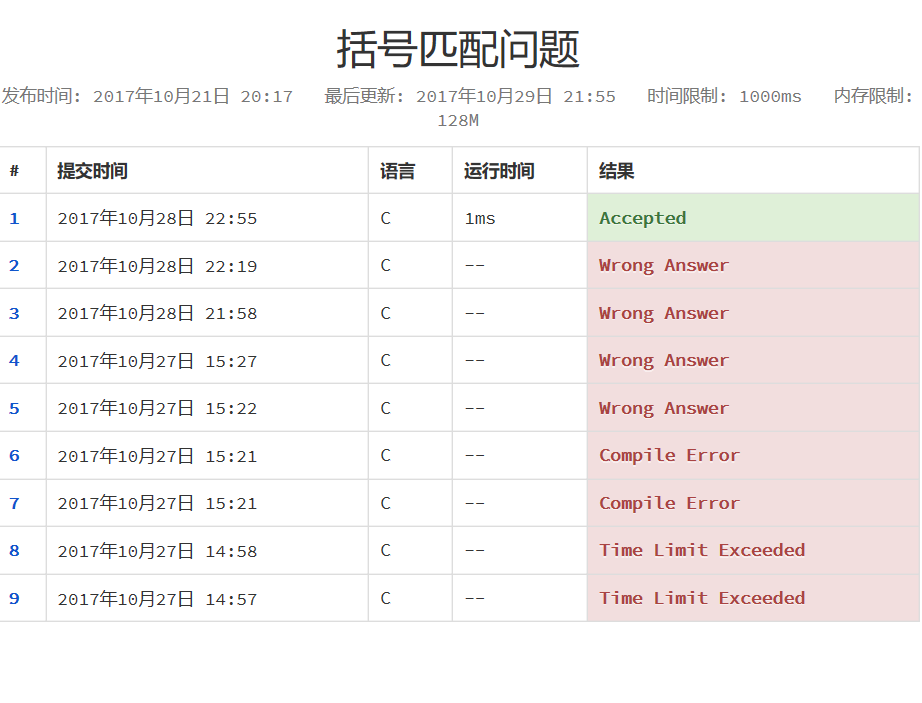 括号匹配问题
发布时间: 2017年10月21日 20:17 最后更新: 2017年10月29日 21:55 时间限制: 1000ms 内存限制:
128M
# 提交时间 语言 运行时间 结果
1 2017年10月28日 22:55 C 1ms Accepted
2 2017年10月28日 22:19 C -- Wrong Answer
3 2017年10月28日 21:58 C -- Wrong Answer
4 2017年10月27日 15:27 C -- Wrong Answer
5 2017年10月27日 15:22 C -- Wrong Answer
6 2017年10月27日 15:21 C -- Compile Error
7 2017年10月27日 15:21 C -- Compile Error
8 2017年10月27日 14:58 C -- Time Limit Exceeded
9 2017年10月27日 14:57 C -- Time Limit Exceeded